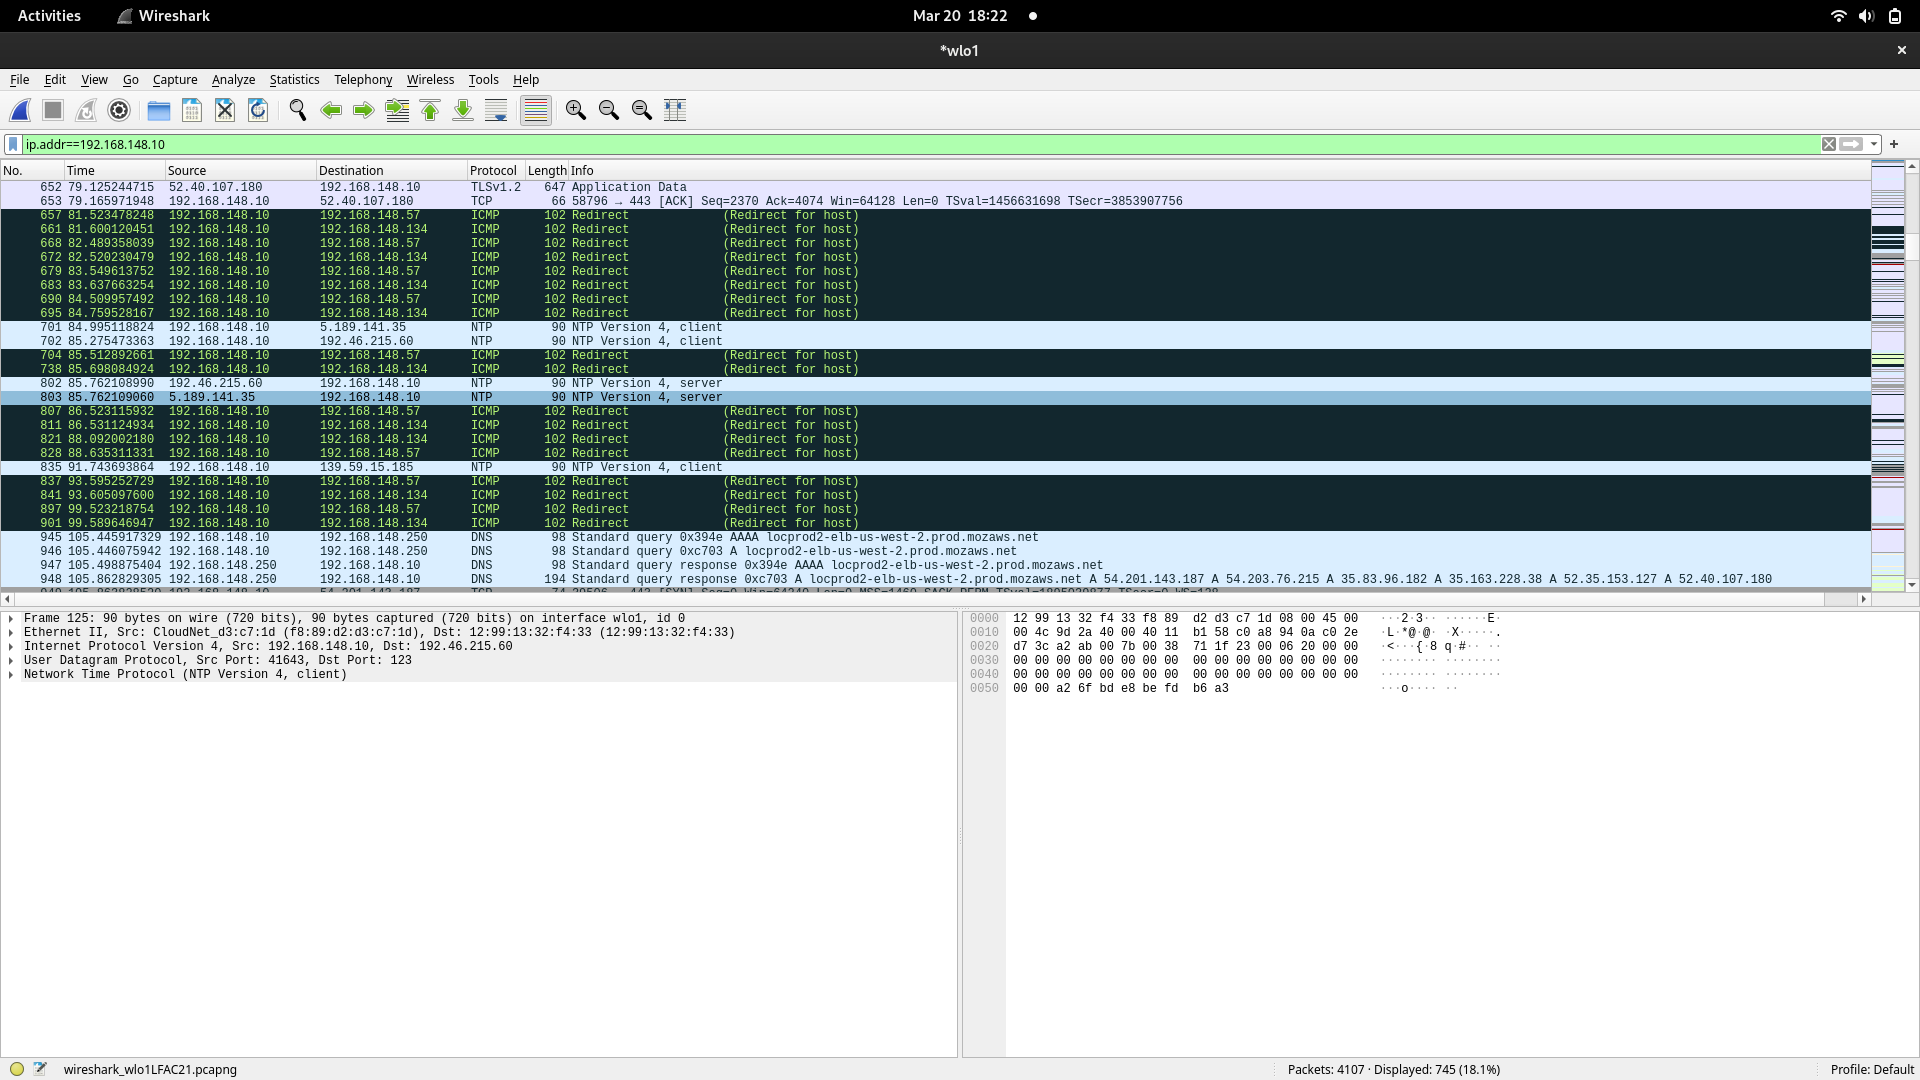 Activities Wireshark Mar 20 18:22
*wlo1
File Edit View Go Capture Analyze Statistics Telephony Wireless Tools Help
ip.addr==192.168.148.10
No. Time Source Destination Protocol Length Info
652 79.125244715 52.40.107.180 192.168.148.10 TLSv1.2 647 Application Data
653 79.165971948 192.168.148.10 52.40.107.180 TCP 66 58796 → 443 [ACK] Seq=2370 Ack=4074 Win=64128 Len=0 TSval=1456631698 TSecr=3853907756
657 81.523478248 192.168.148.10 192.168.148.57 ICMP 102 Redirect (Redirect for host)
661 81.600120451 192.168.148.10 192.168.148.134 ICMP 102 Redirect (Redirect for host)
668 82.489358039 192.168.148.10 192.168.148.57 ICMP 102 Redirect (Redirect for host)
672 82.520230479 192.168.148.10 192.168.148.134 ICMP 102 Redirect (Redirect for host)
679 83.549613752 192.168.148.10 192.168.148.57 ICMP 102 Redirect (Redirect for host)
683 83.637663254 192.168.148.10 192.168.148.134 ICMP 102 Redirect (Redirect for host)
690 84.509957492 192.168.148.10 192.168.148.57 ICMP 102 Redirect (Redirect for host)
695 84.759528167 192.168.148.10 192.168.148.134 ICMP 102 Redirect (Redirect for host)
701 84.995118824 192.168.148.10 5.189.141.35 NTP 90 NTP Version 4, client
702 85.275473363 192.168.148.10 192.46.215.60 NTP 90 NTP Version 4, client
704 85.512892661 192.168.148.10 192.168.148.57 ICMP 102 Redirect (Redirect for host)
738 85.698084924 192.168.148.10 192.168.148.134 ICMP 102 Redirect (Redirect for host)
802 85.762108990 192.46.215.60 192.168.148.10 NTP 90 NTP Version 4, server
803 85.762109060 5.189.141.35 192.168.148.10 NTP 90 NTP Version 4, server
807 86.523115932 192.168.148.10 192.168.148.57 ICMP 102 Redirect (Redirect for host)
811 86.531124934 192.168.148.10 192.168.148.134 ICMP 102 Redirect (Redirect for host)
821 88.092002180 192.168.148.10 192.168.148.134 ICMP 102 Redirect (Redirect for host)
828 88.635311331 192.168.148.10 192.168.148.57 ICMP 102 Redirect (Redirect for host)
835 91.743693864 192.168.148.10 139.59.15.185 NTP 90 NTP Version 4, client
837 93.595252729 192.168.148.10 192.168.148.57 ICMP 102 Redirect (Redirect for host)
841 93.605097600 192.168.148.10 192.168.148.134 ICMP 102 Redirect (Redirect for host)
897 99.523218754 192.168.148.10 192.168.148.57 ICMP 102 Redirect (Redirect for host)
901 99.589646947 192.168.148.10 192.168.148.134 ICMP 102 Redirect (Redirect for host)
945 105.445917329 192.168.148.10 192.168.148.250 DNS 98 Standard query 0x394e AAAA locprod2-elb-us-west-2.prod.mozaws.net
946 105.446075942 192.168.148.10 192.168.148.250 DNS 98 Standard query 0xc703 A locprod2-elb-us-west-2.prod.mozaws.net
947 105.498875404 192.168.148.250 192.168.148.10 DNS 98 Standard query response 0x394e AAAA locprod2-elb-us-west-2.prod.mozaws.net
948 105.862829305 192.168.148.250 192.168.148.10 DNS 194 Standard query response 0xc703 A locprod2-elb-us-west-2.prod.mozaws.net A 54.201.143.187 A 54.203.76.215 A 35.83.96.182 A 35.163.228.38 A 52.35.153.127 A 52.40.107.180
Frame 125: 90 bytes on wire (720 bits), 90 bytes captured (720 bits) on interface wlo1, id 0
Ethernet II, Src: CloudNet_d3:c7:1d (f8:89:d2:d3:c7:1d), Dst: 12:99:13:32:f4:33 (12:99:13:32:f4:33)
Internet Protocol Version 4, Src: 192.168.148.10, Dst: 192.46.215.60
User Datagram Protocol, Src Port: 41643, Dst Port: 123
Network Time Protocol (NTP Version 4, client)
0000 12 99 13 32 f4 33 f8 89 d2 d3 c7 1d 08 00 45 00 ···2·3·· ······E·
0010 00 4c 9d 2a 40 00 40 11 b1 58 c0 a8 94 0a c0 2e ·L·*@·@· ·X·····.
0020 d7 3c a2 ab 00 7b 00 38 71 1f 23 00 06 20 00 00 ·<···{·8 q·#·· ··
0030 00 00 00 00 00 00 00 00 00 00 00 00 00 00 00 00 ········ ········
0040 00 00 00 00 00 00 00 00 00 00 00 00 00 00 00 00 ········ ········
0050 00 00 a2 6f bd e8 be fd b6 a3 ···o···· ··
wireshark_wlo1LFAC21.pcapng Packets: 4107 · Displayed: 745 (18.1%) Profile: Default